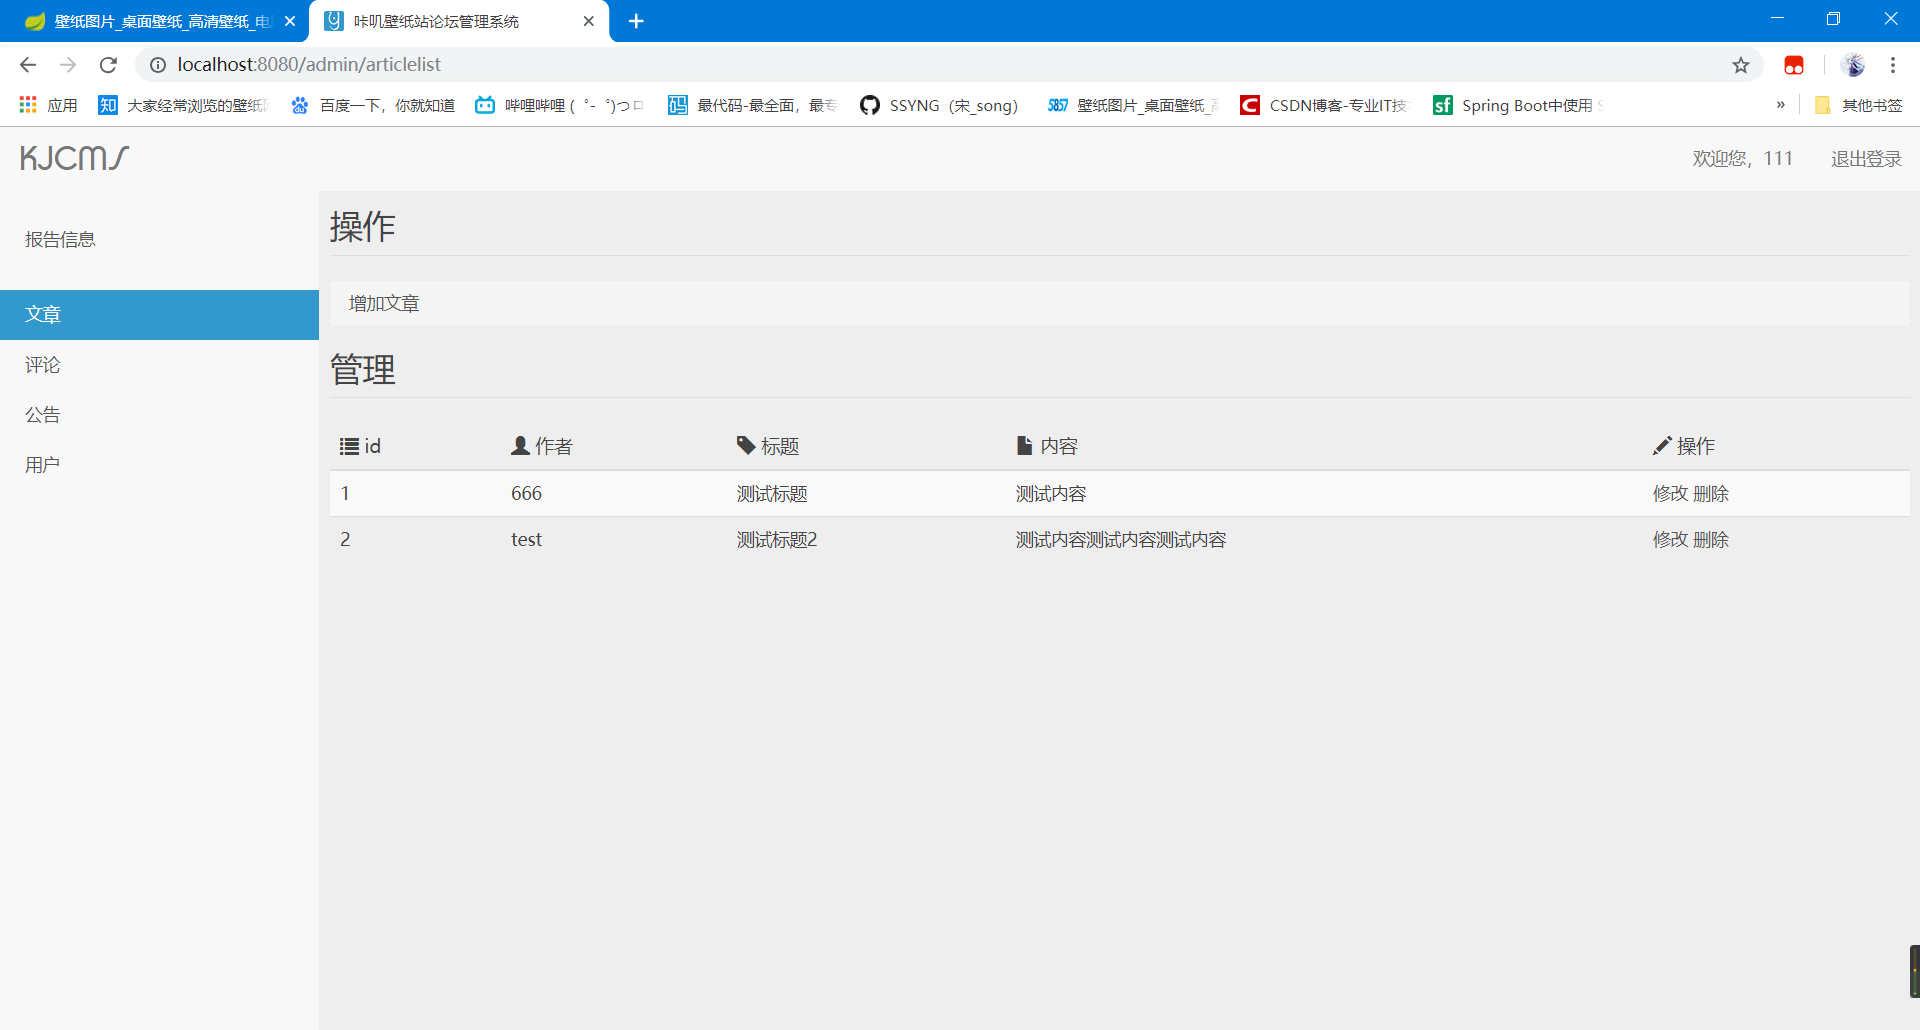 壁纸图片_桌面壁纸_高清壁纸_电
咔叽壁纸站论坛管理系统
localhost:8080/admin/articlelist
应用
知
大家经常浏览的壁纸
百度一下，你就知道
哔哩哔哩 ( ゜- ゜)つロ
最代码-最全面，最专
SSYNG（宋_song）
5857
壁纸图片_桌面壁纸_高
CSDN博客-专业IT技
sf
Spring Boot中使用 S
»
其他书签
KJCMS
欢迎您，111
退出登录
报告信息
文章
评论
公告
用户
操作
增加文章
管理
id 作者 标题 内容 操作
1 666 测试标题 测试内容 修改 删除
2 test 测试标题2 测试内容测试内容测试内容 修改 删除